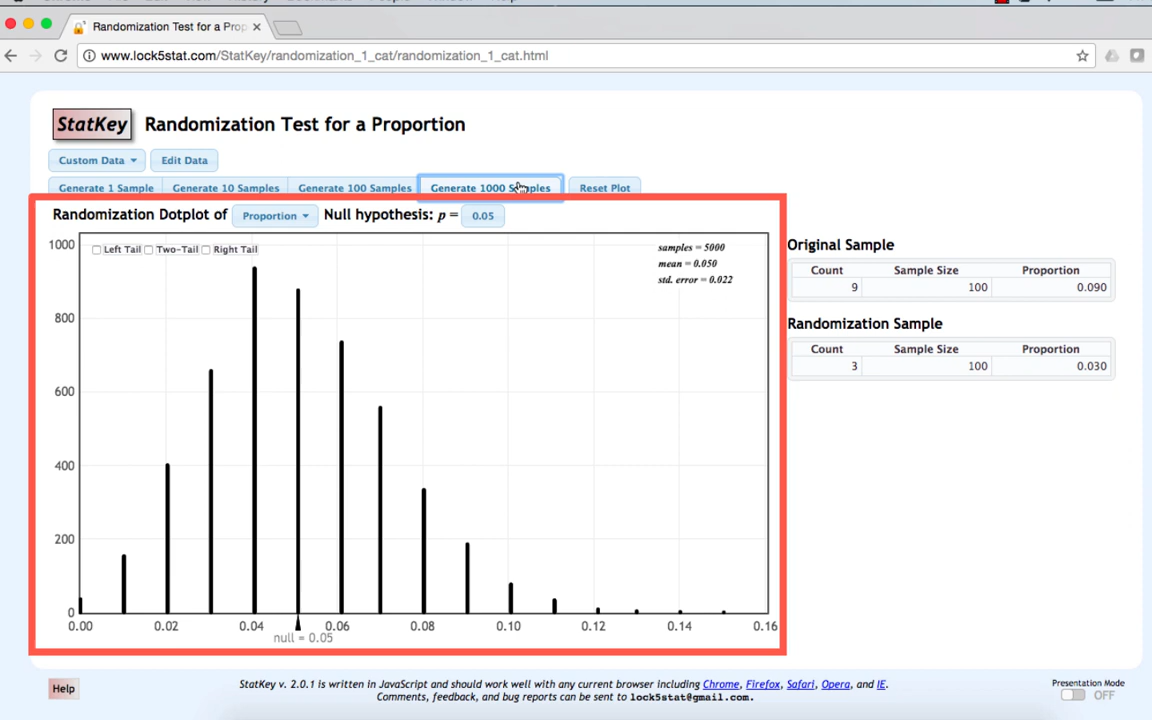 Randomization Test for a Prop
www.lock5stat.com/StatKey/randomization_1_cat/randomization_1_cat.html
StatKey Randomization Test for a Proportion
Custom Data Edit Data
Generate 1 Sample Generate 10 Samples Generate 100 Samples Generate 1000 Samples Reset Plot
Randomization Dotplot of Proportion Null hypothesis: p = 0.05
Left Tail Two-Tail Right Tail
samples = 5000
mean = 0.050
std. error = 0.022
1000
800
600
400
200
0
0.00 0.02 0.04 0.06 0.08 0.10 0.12 0.14 0.16
null = 0.05
Original Sample
Count Sample Size Proportion
9 100 0.090
Randomization Sample
Count Sample Size Proportion
3 100 0.030
Help
StatKey v. 2.0.1 is written in JavaScript and should work well with any current browser including Chrome, Firefox, Safari, Opera, and IE.
Comments, feedback, and bug reports can be sent to lock5stat@gmail.com.
Presentation Mode
OFF